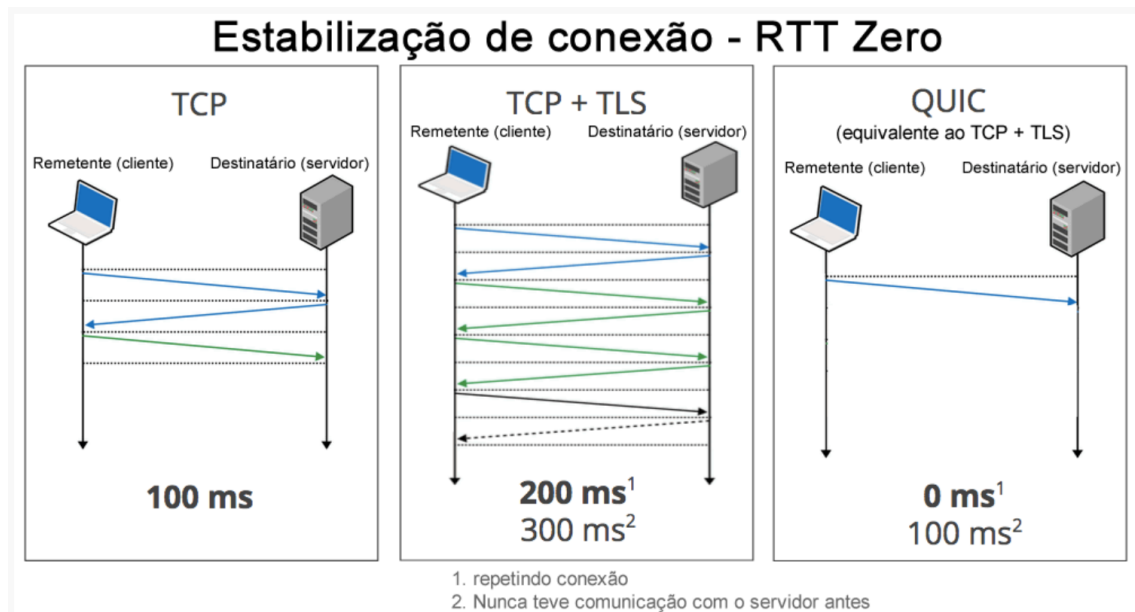 Estabilização de conexão - RTT Zero
TCP
Remetente (cliente) Destinatário (servidor)
100 ms
TCP + TLS
Remetente (cliente) Destinatário (servidor)
200 ms¹
300 ms²
QUIC
(equivalente ao TCP + TLS)
Remetente (cliente) Destinatário (servidor)
0 ms¹
100 ms²
1. repetindo conexão
2. Nunca teve comunicação com o servidor antes